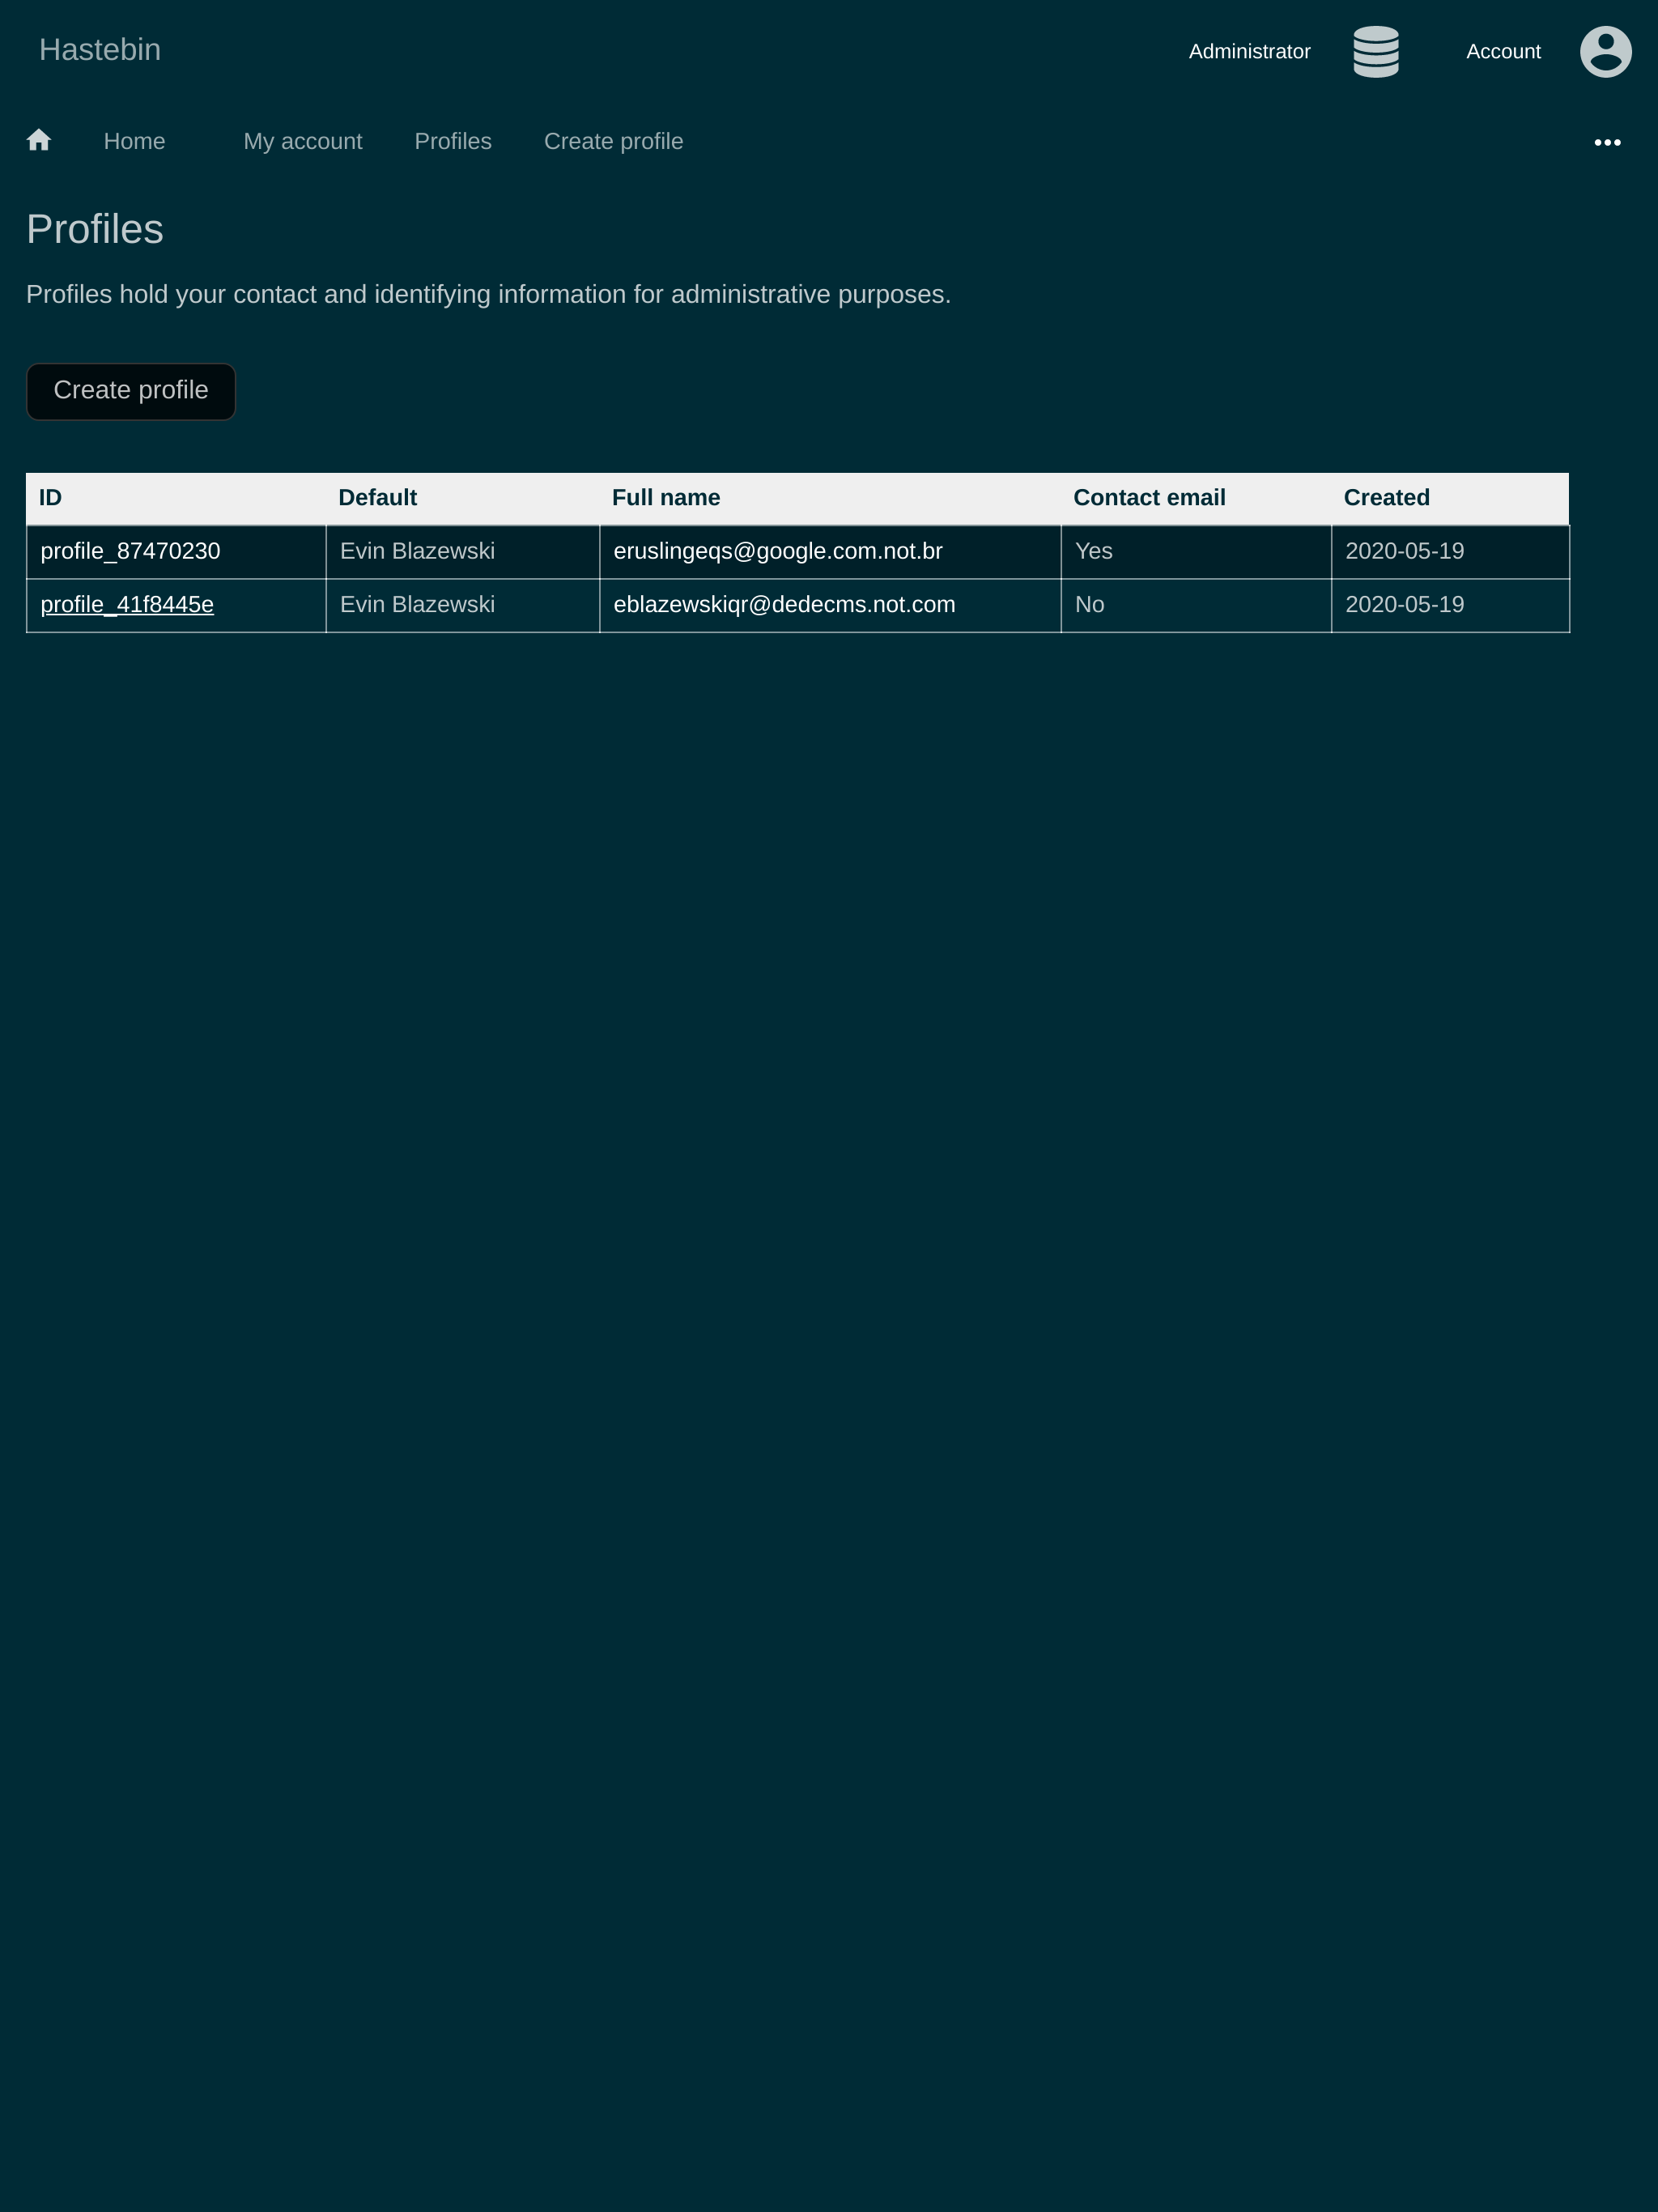 Hastebin Administrator Account
Home My account Profiles Create profile
Profiles
Profiles hold your contact and identifying information for administrative purposes.
Create profile
ID Default Full name Contact email Created
profile_87470230 Evin Blazewski eruslingeqs@google.com.not.br Yes 2020-05-19
profile_41f8445e Evin Blazewski eblazewskiqr@dedecms.not.com No 2020-05-19